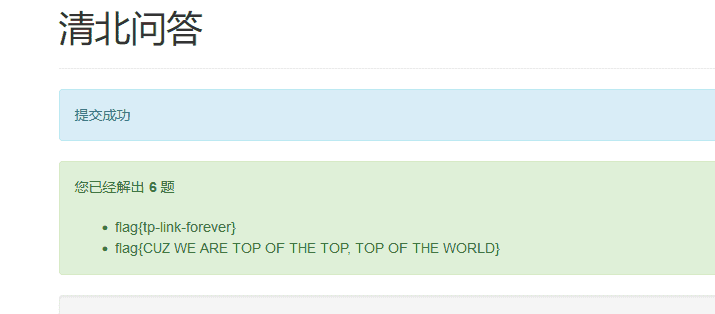 清北问答
提交成功
您已经解出 6 题
flag{tp-link-forever}
flag{CUZ WE ARE TOP OF THE TOP, TOP OF THE WORLD}